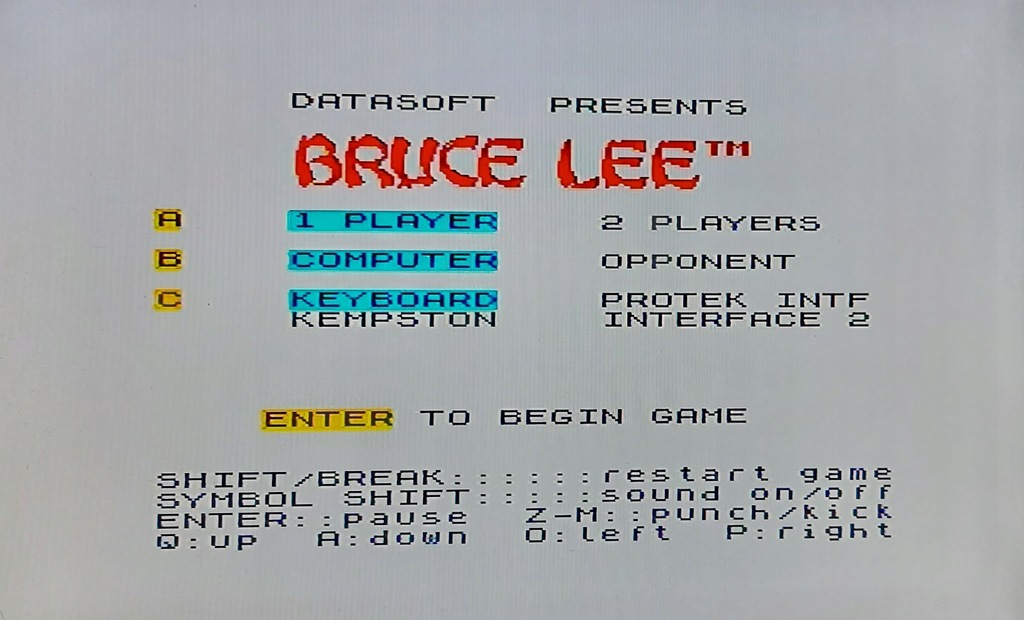 DATASOFT PRESENTS
BRUCE LEE™
A 1 PLAYER 2 PLAYERS
B COMPUTER OPPONENT
C KEYBOARD PROTEK INTF
KEMPSTON INTERFACE 2
ENTER TO BEGIN GAME
SHIFT/BREAK::::::restart game
SYMBOL SHIFT:::::sound on/off
ENTER::pause Z-M::punch/kick
Q:up A:down O:left P:right